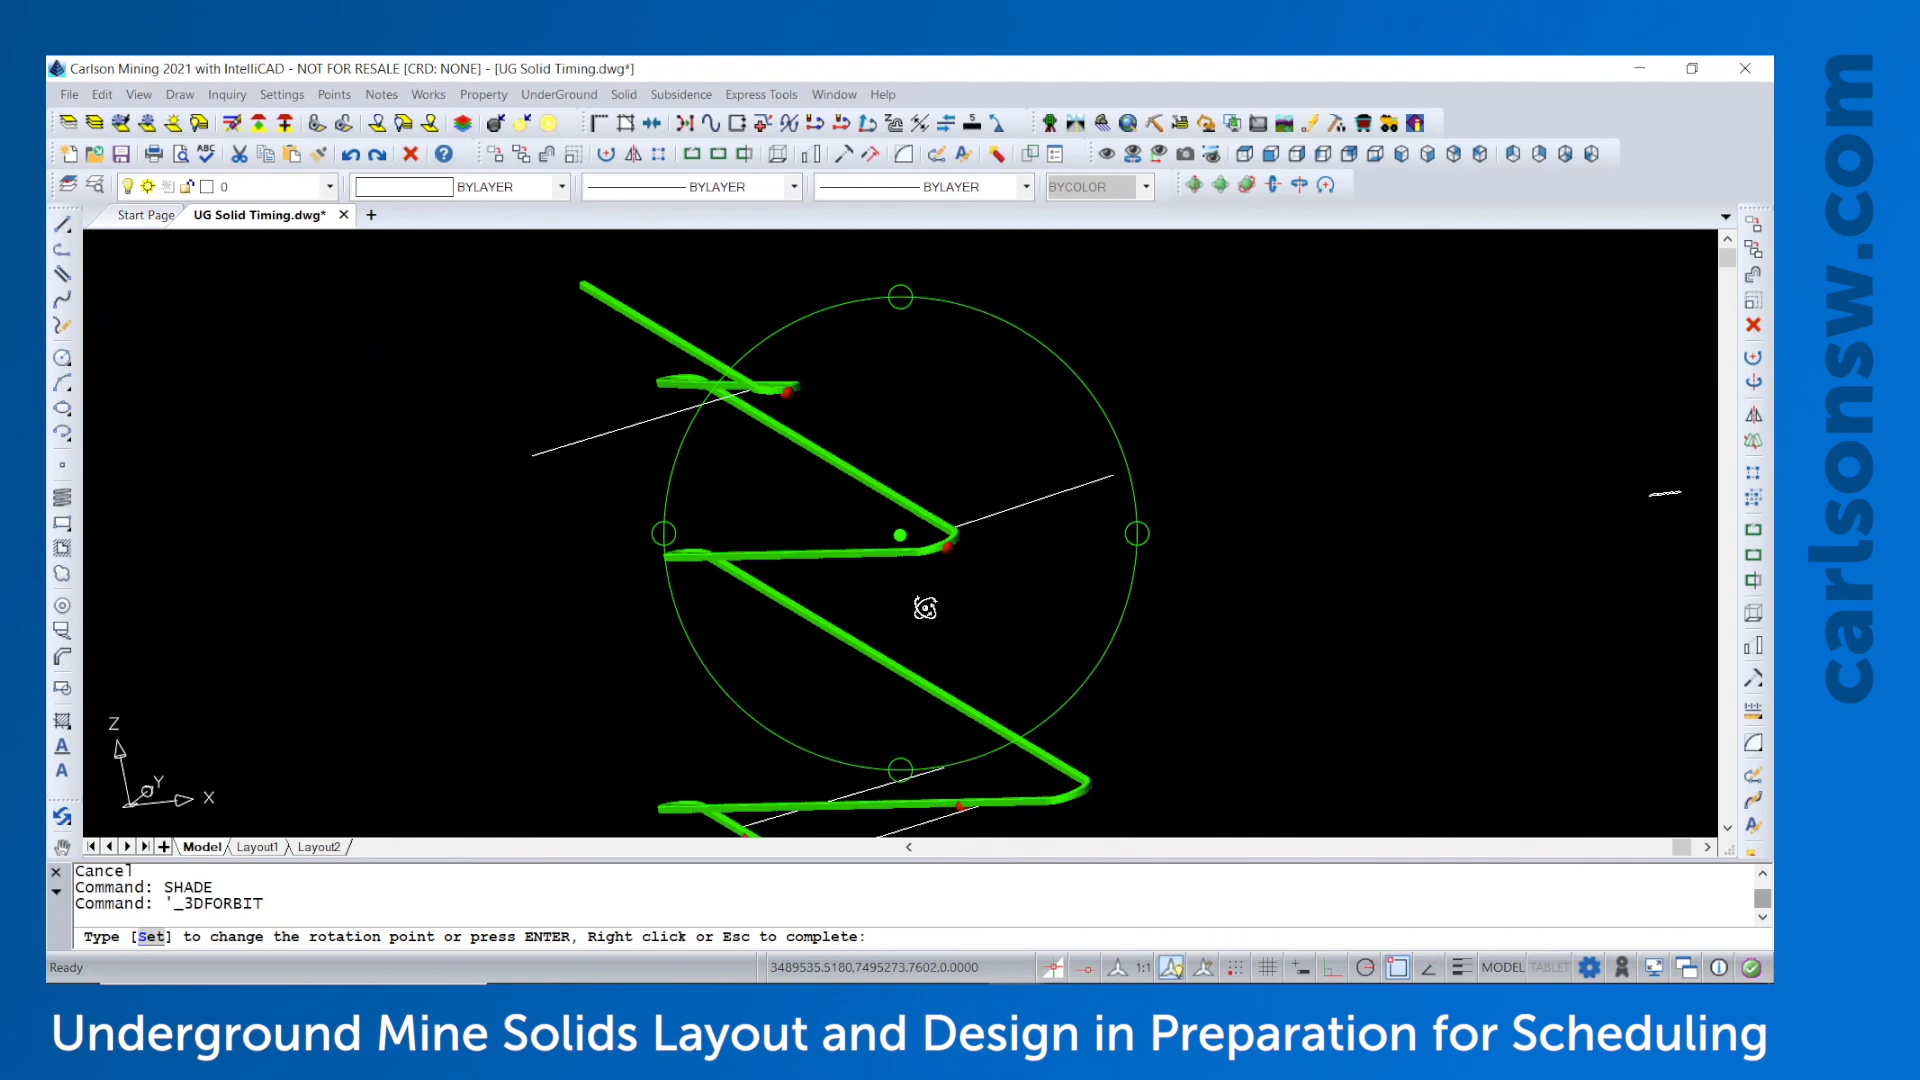 Carlson Mining 2021 with IntelliCAD - NOT FOR RESALE [CRD: NONE] - [UG Solid Timing.dwg*]
File Edit View Draw Inquiry Settings Points Notes Works Property UnderGround Solid Subsidence Express Tools Window Help
ABC
5
0 BYLAYER BYLAYER BYLAYER BYCOLOR
Start Page UG Solid Timing.dwg*
Z
Y
X
Model Layout1 Layout2
Cancel
Command: SHADE
Command: '_3DFORBIT
Type [Set] to change the rotation point or press ENTER, Right click or Esc to complete:
Ready 3489535.5180,7495273.7602,0.0000 1:1 MODEL TABLET
Underground Mine Solids Layout and Design in Preparation for Scheduling
carlsonsw.com